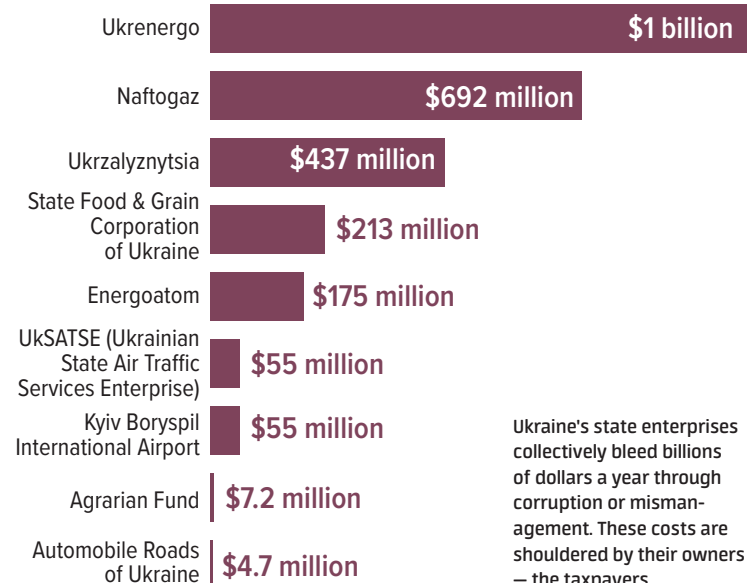 Ukrenergo
$1 billion
Naftogaz
$692 million
Ukrzalyznytsia
$437 million
State Food & Grain
Corporation
of Ukraine
$213 million
Energoatom
$175 million
UkSATSE (Ukrainian
State Air Traffic
Services Enterprise)
$55 million
Kyiv Boryspil
International Airport
$55 million
Agrarian Fund
$7.2 million
Automobile Roads
of Ukraine
$4.7 million
Ukraine's state enterprises
collectively bleed billions
of dollars a year through
corruption or misman-
agement. These costs are
shouldered by their owners
— the taxpayers